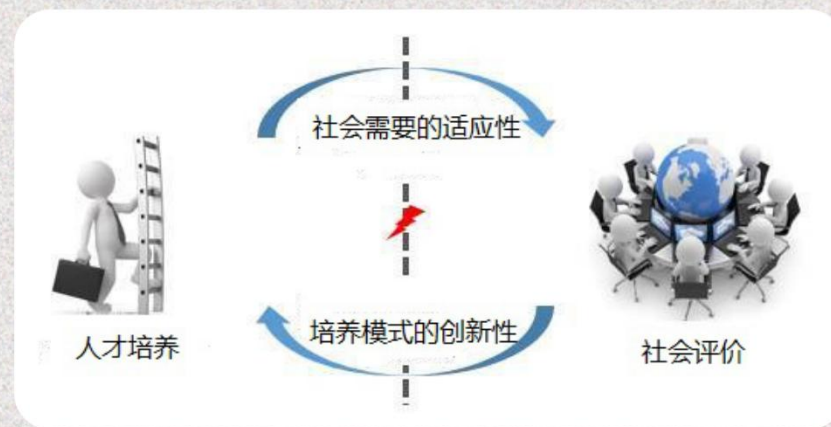 社会需要的适应性
培养模式的创新性
人才培养
社会评价